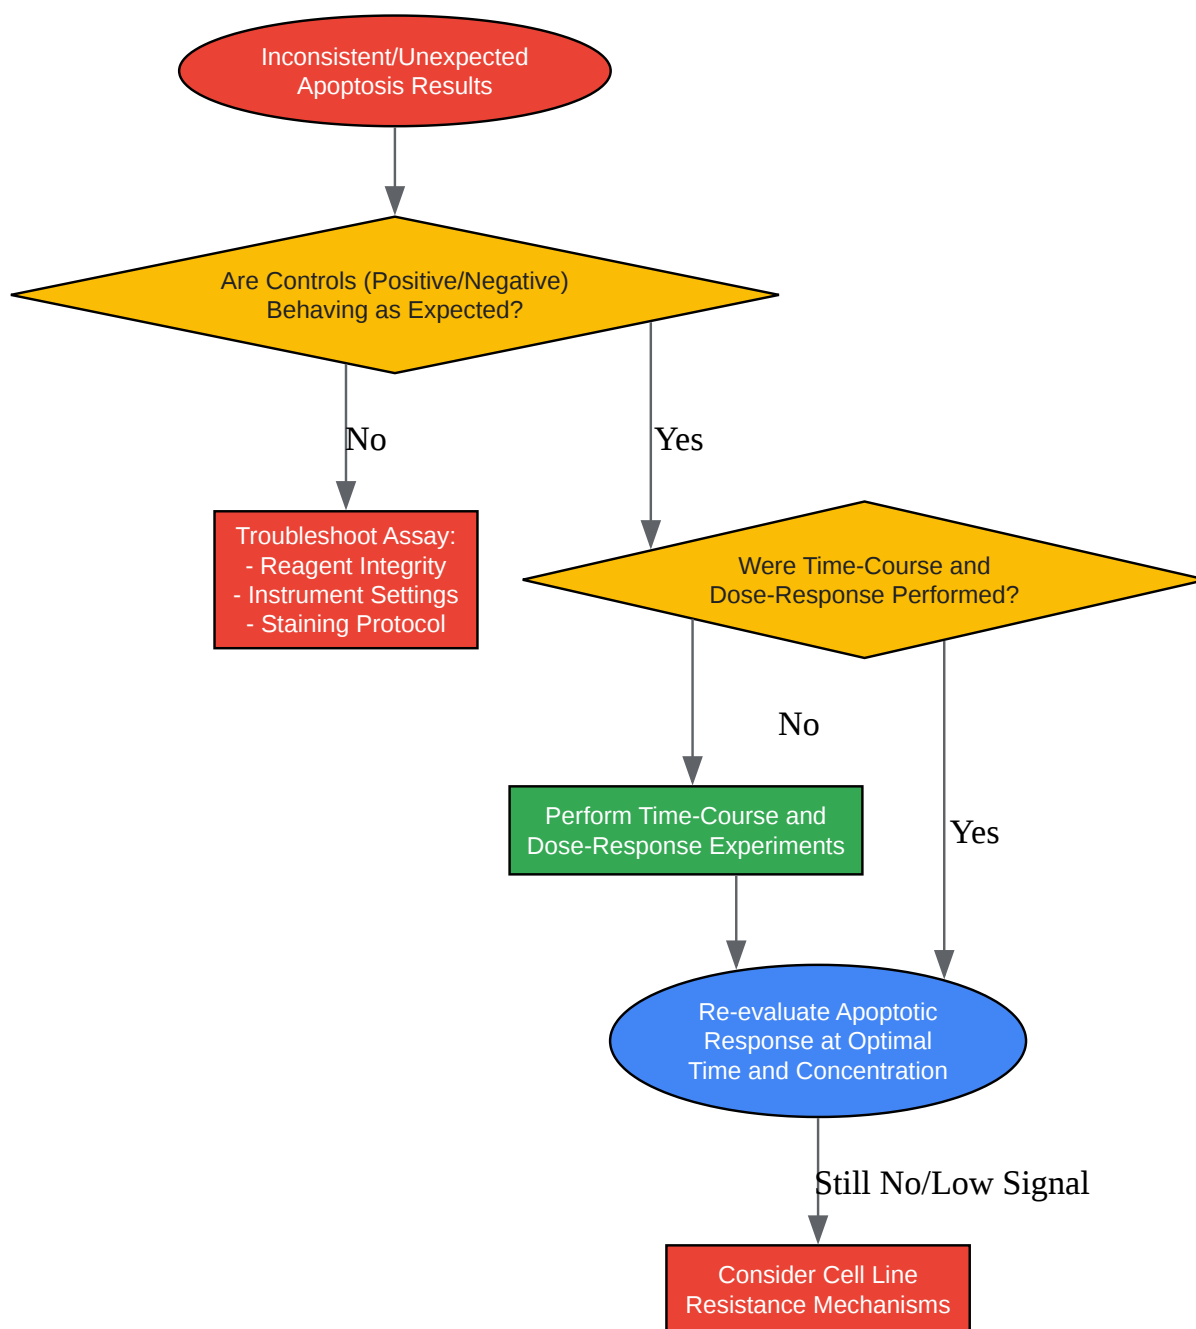 Inconsistent/Unexpected
Apoptosis Results
Are Controls (Positive/Negative)
Behaving as Expected?
No
Yes
Troubleshoot Assay:
- Reagent Integrity
- Instrument Settings
- Staining Protocol
Were Time-Course and
Dose-Response Performed?
No
Perform Time-Course and
Dose-Response Experiments
Yes
Re-evaluate Apoptotic
Response at Optimal
Time and Concentration
Still No/Low Signal
Consider Cell Line
Resistance Mechanisms